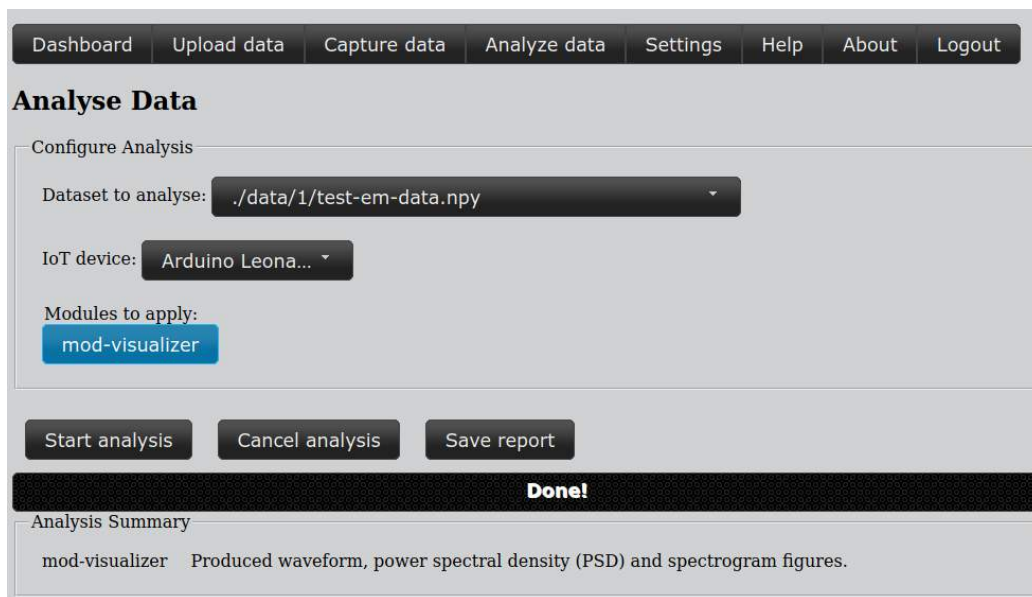 Dashboard Upload data Capture data Analyze data Settings Help About Logout
Analyse Data
Configure Analysis
Dataset to analyse: ./data/1/test-em-data.npy
IoT device: Arduino Leona...
Modules to apply:
mod-visualizer
Start analysis Cancel analysis Save report
Done!
Analysis Summary
mod-visualizer Produced waveform, power spectral density (PSD) and spectrogram figures.